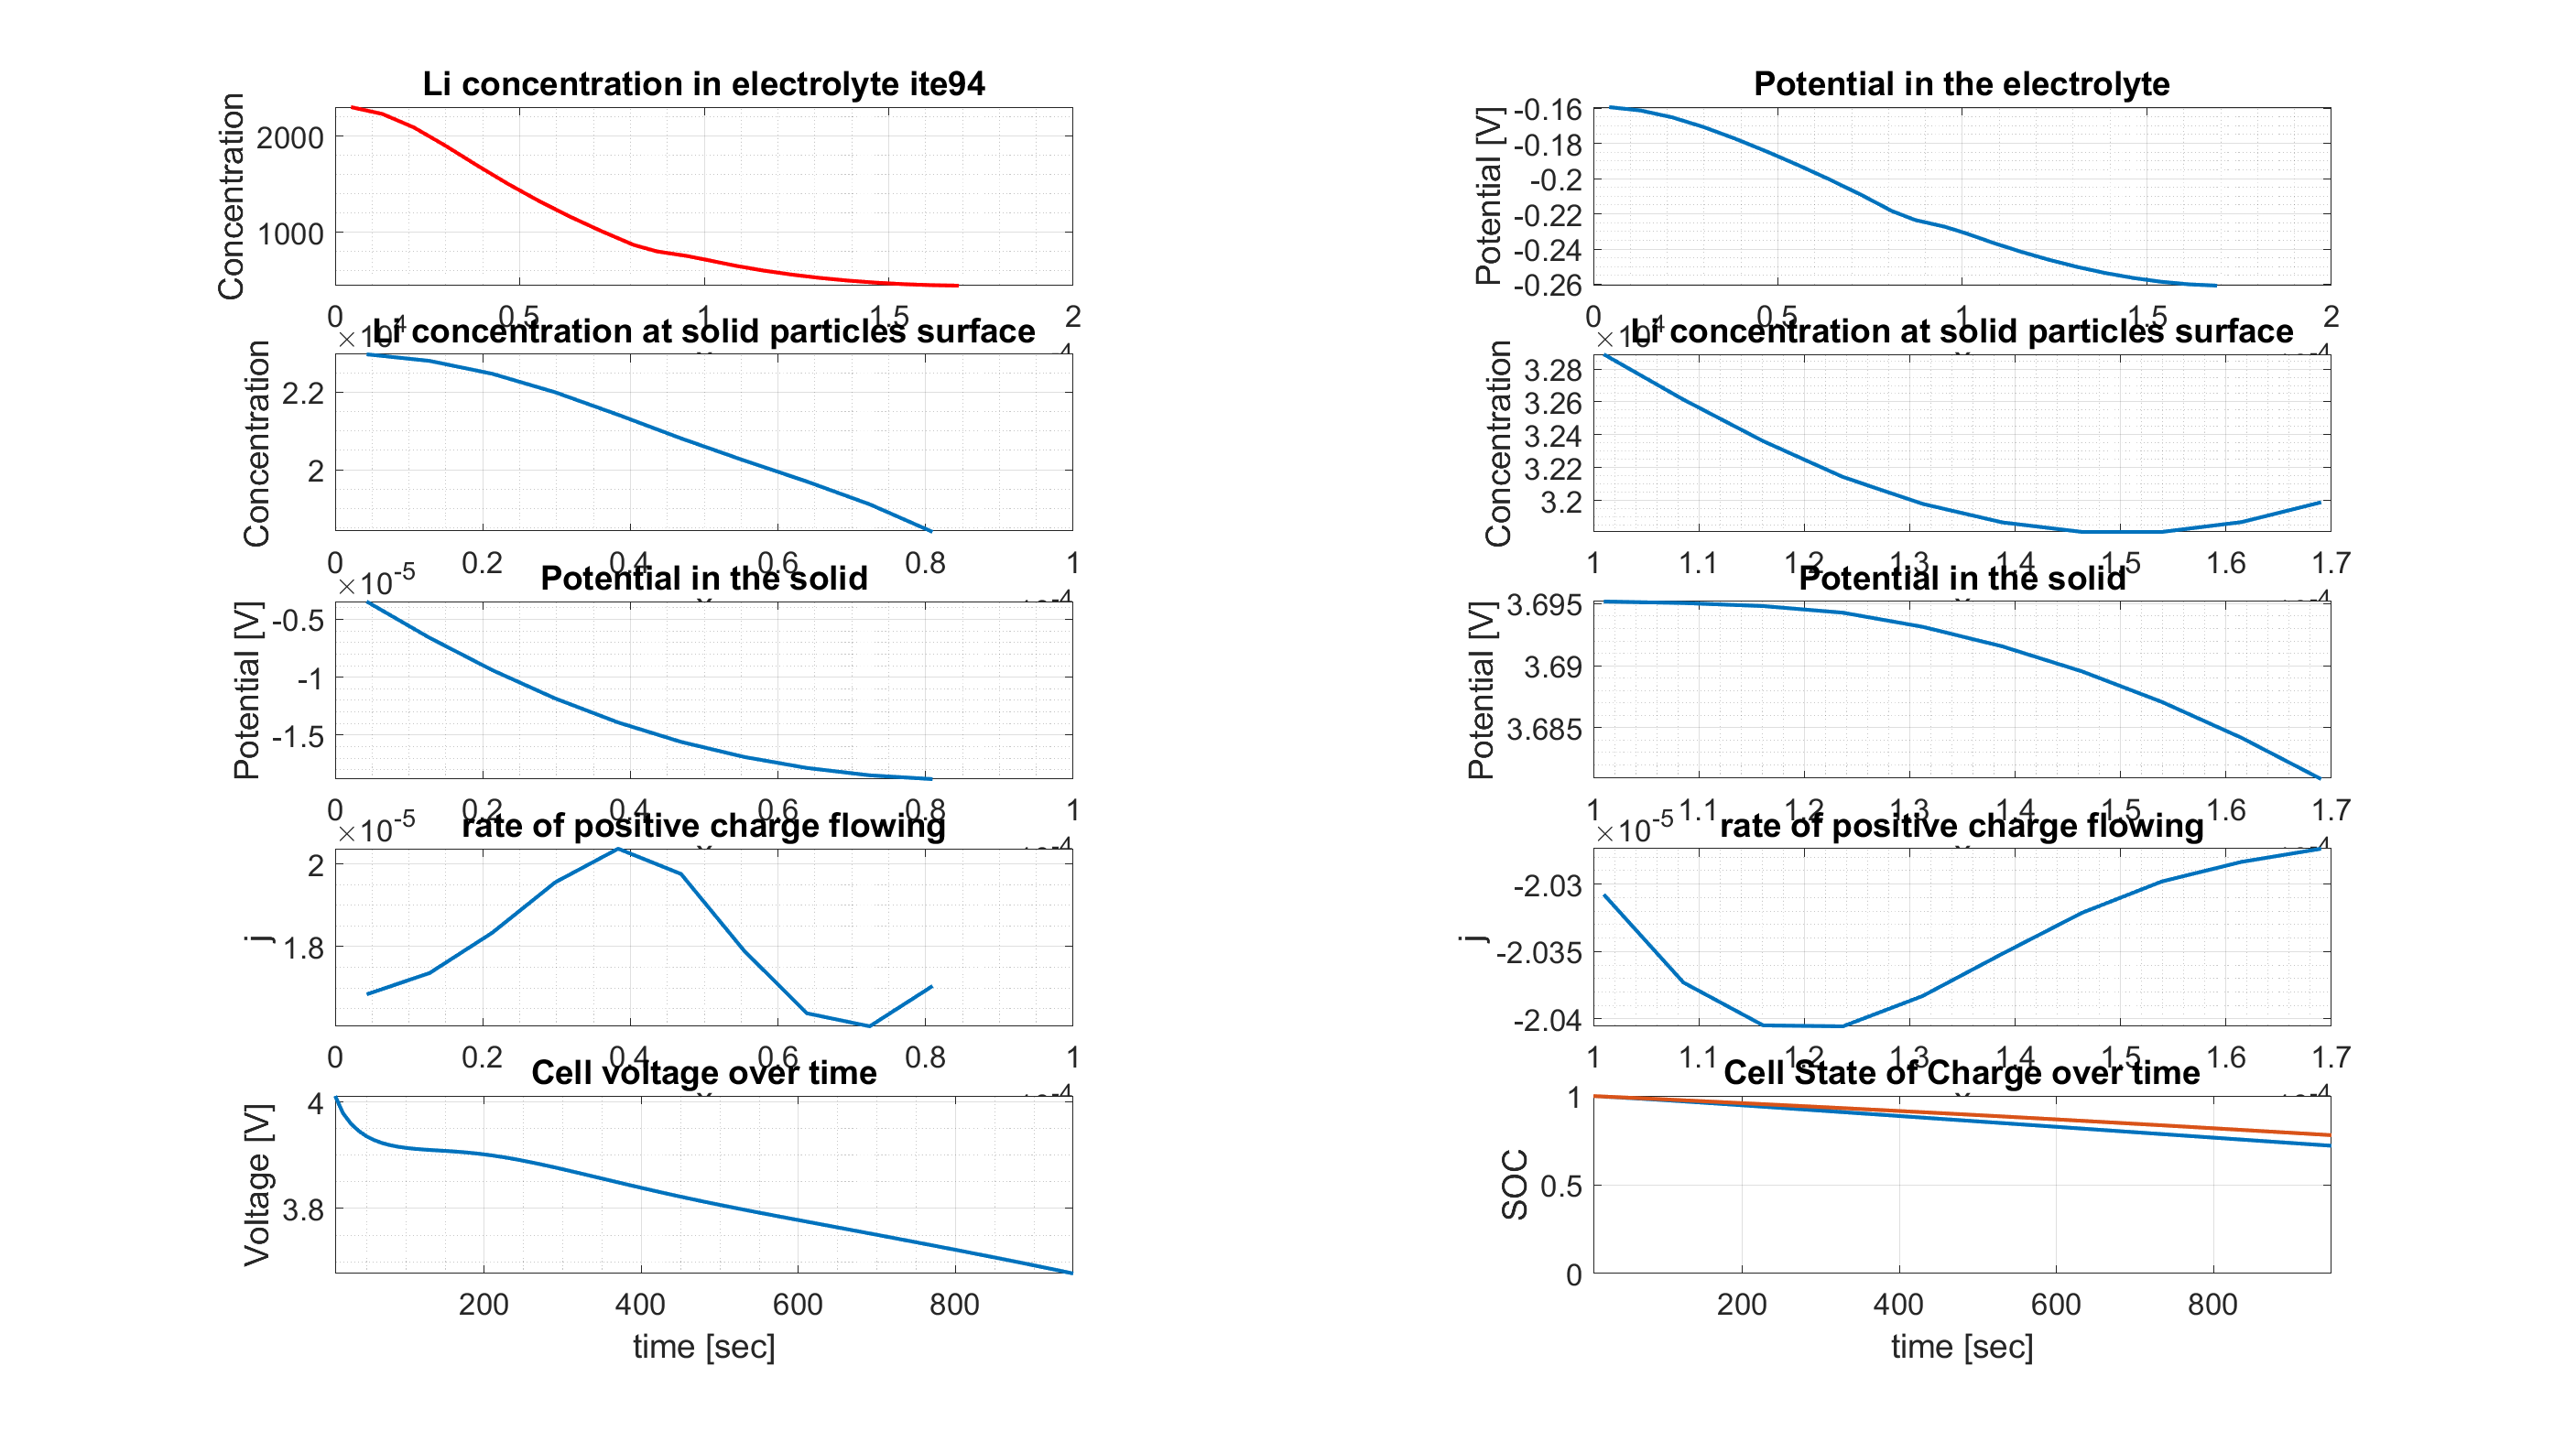 Li concentration in electrolyte ite94
Concentration
2000
1000
0 0.5 1 1.5 2
Potential in the electrolyte
Potential [V]
-0.16
-0.18
-0.2
-0.22
-0.24
-0.26
0 0.5 1 1.5 2
×10^4
Li concentration at solid particles surface
Concentration
2.2
2
0 0.2 0.4 0.6 0.8 1
×10^4
Li concentration at solid particles surface
Concentration
3.28
3.26
3.24
3.22
3.2
1 1.1 1.2 1.3 1.4 1.5 1.6 1.7
×10^-5
Potential in the solid
Potential [V]
-0.5
-1
-1.5
0 0.2 0.4 0.6 0.8 1
Potential in the solid
Potential [V]
3.695
3.69
3.685
1 1.1 1.2 1.3 1.4 1.5 1.6 1.7
×10^-5
rate of positive charge flowing
j
2
1.8
0 0.2 0.4 0.6 0.8 1
×10^-5
rate of positive charge flowing
j
-2.03
-2.035
-2.04
1 1.1 1.2 1.3 1.4 1.5 1.6 1.7
Cell voltage over time
Voltage [V]
4
3.8
200 400 600 800
time [sec]
Cell State of Charge over time
SOC
1
0.5
0
200 400 600 800
time [sec]